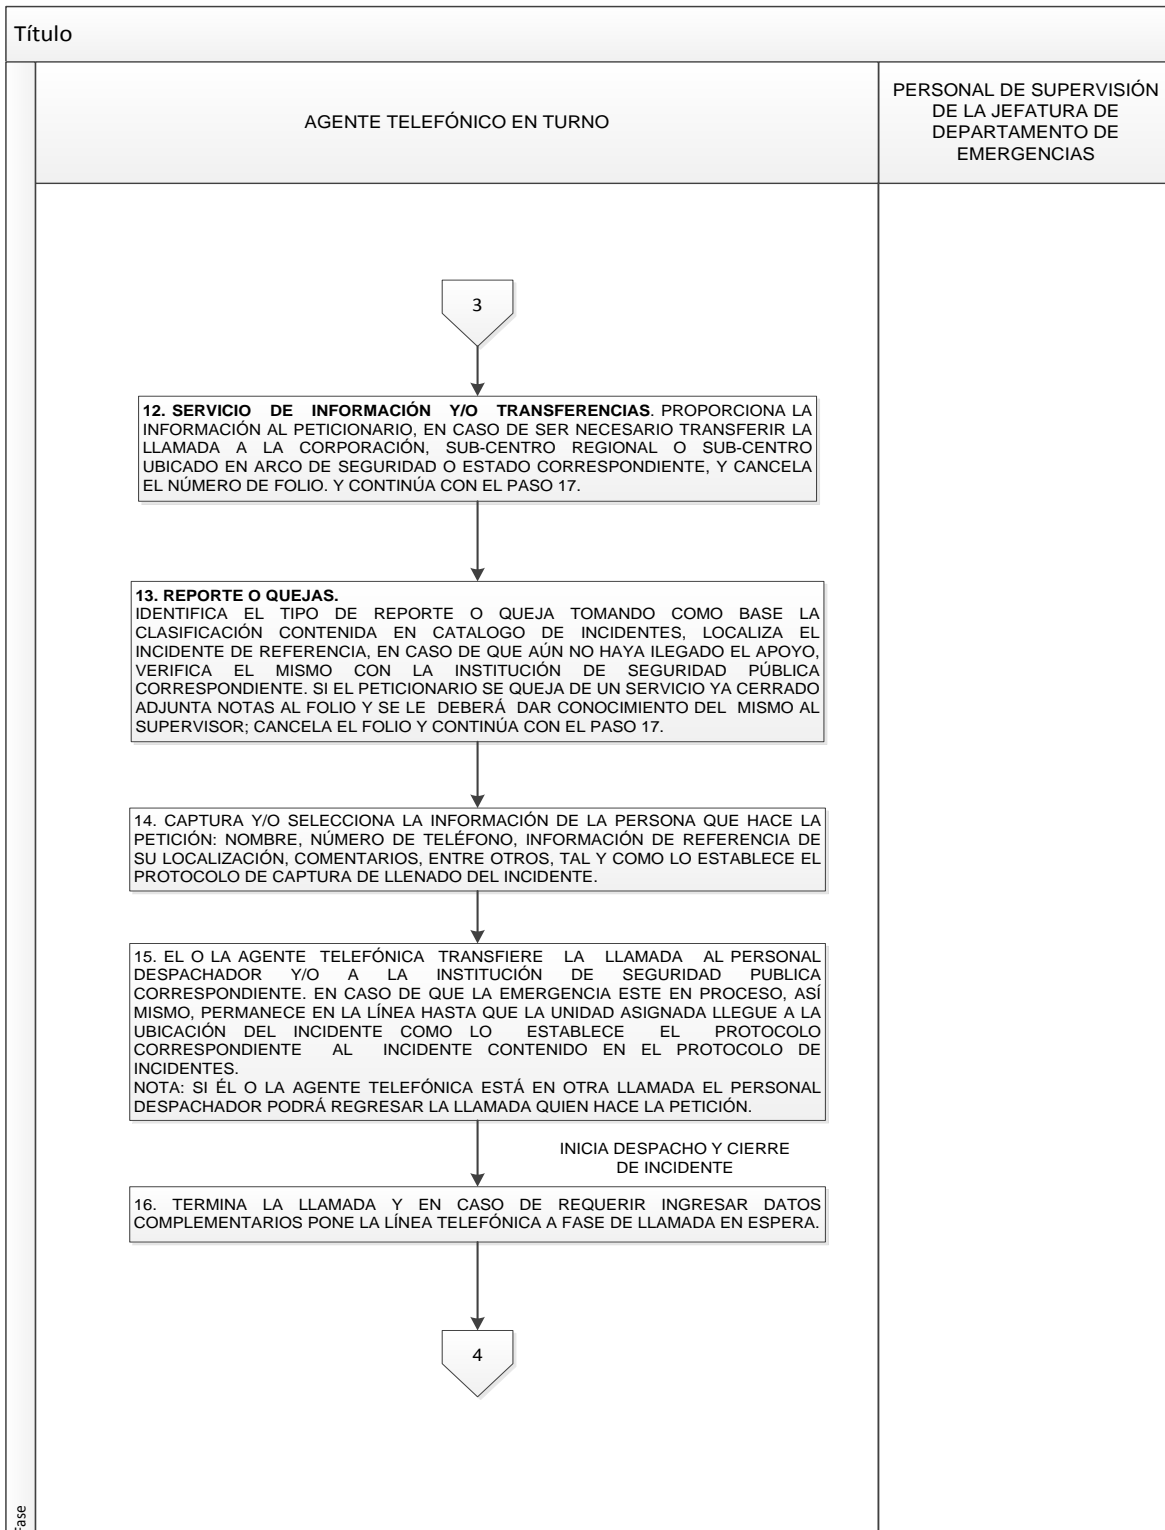 Título
AGENTE TELEFÓNICO EN TURNO
PERSONAL DE SUPERVISIÓN
DE LA JEFATURA DE
DEPARTAMENTO DE
EMERGENCIAS
3
12. SERVICIO DE INFORMACIÓN Y/O TRANSFERENCIAS. PROPORCIONA LA
INFORMACIÓN AL PETICIONARIO, EN CASO DE SER NECESARIO TRANSFERIR LA
LLAMADA A LA CORPORACIÓN, SUB-CENTRO REGIONAL O SUB-CENTRO
UBICADO EN ARCO DE SEGURIDAD O ESTADO CORRESPONDIENTE, Y CANCELA
EL NÚMERO DE FOLIO. Y CONTINÚA CON EL PASO 17.
13. REPORTE O QUEJAS.
IDENTIFICA EL TIPO DE REPORTE O QUEJA TOMANDO COMO BASE LA
CLASIFICACIÓN CONTENIDA EN CATALOGO DE INCIDENTES, LOCALIZA EL
INCIDENTE DE REFERENCIA, EN CASO DE QUE AÚN NO HAYA ILEGADO EL APOYO,
VERIFICA EL MISMO CON LA INSTITUCIÓN DE SEGURIDAD PÚBLICA
CORRESPONDIENTE. SI EL PETICIONARIO SE QUEJA DE UN SERVICIO YA CERRADO
ADJUNTA NOTAS AL FOLIO Y SE LE DEBERÁ DAR CONOCIMIENTO DEL MISMO AL
SUPERVISOR; CANCELA EL FOLIO Y CONTINÚA CON EL PASO 17.
14. CAPTURA Y/O SELECCIONA LA INFORMACIÓN DE LA PERSONA QUE HACE LA
PETICIÓN: NOMBRE, NÚMERO DE TELÉFONO, INFORMACIÓN DE REFERENCIA DE
SU LOCALIZACIÓN, COMENTARIOS, ENTRE OTROS, TAL Y COMO LO ESTABLECE EL
PROTOCOLO DE CAPTURA DE LLENADO DEL INCIDENTE.
15. EL O LA AGENTE TELEFÓNICA TRANSFIERE LA LLAMADA AL PERSONAL
DESPACHADOR Y/O A LA INSTITUCIÓN DE SEGURIDAD PUBLICA
CORRESPONDIENTE. EN CASO DE QUE LA EMERGENCIA ESTE EN PROCESO, ASÍ
MISMO, PERMANECE EN LA LÍNEA HASTA QUE LA UNIDAD ASIGNADA LLEGUE A LA
UBICACIÓN DEL INCIDENTE COMO LO ESTABLECE EL PROTOCOLO
CORRESPONDIENTE AL INCIDENTE CONTENIDO EN EL PROTOCOLO DE
INCIDENTES.
NOTA: SI ÉL O LA AGENTE TELEFÓNICA ESTÁ EN OTRA LLAMADA EL PERSONAL
DESPACHADOR PODRÁ REGRESAR LA LLAMADA QUIEN HACE LA PETICIÓN.
INICIA DESPACHO Y CIERRE
DE INCIDENTE
16. TERMINA LA LLAMADA Y EN CASO DE REQUERIR INGRESAR DATOS
COMPLEMENTARIOS PONE LA LÍNEA TELEFÓNICA A FASE DE LLAMADA EN ESPERA.
4
Fase